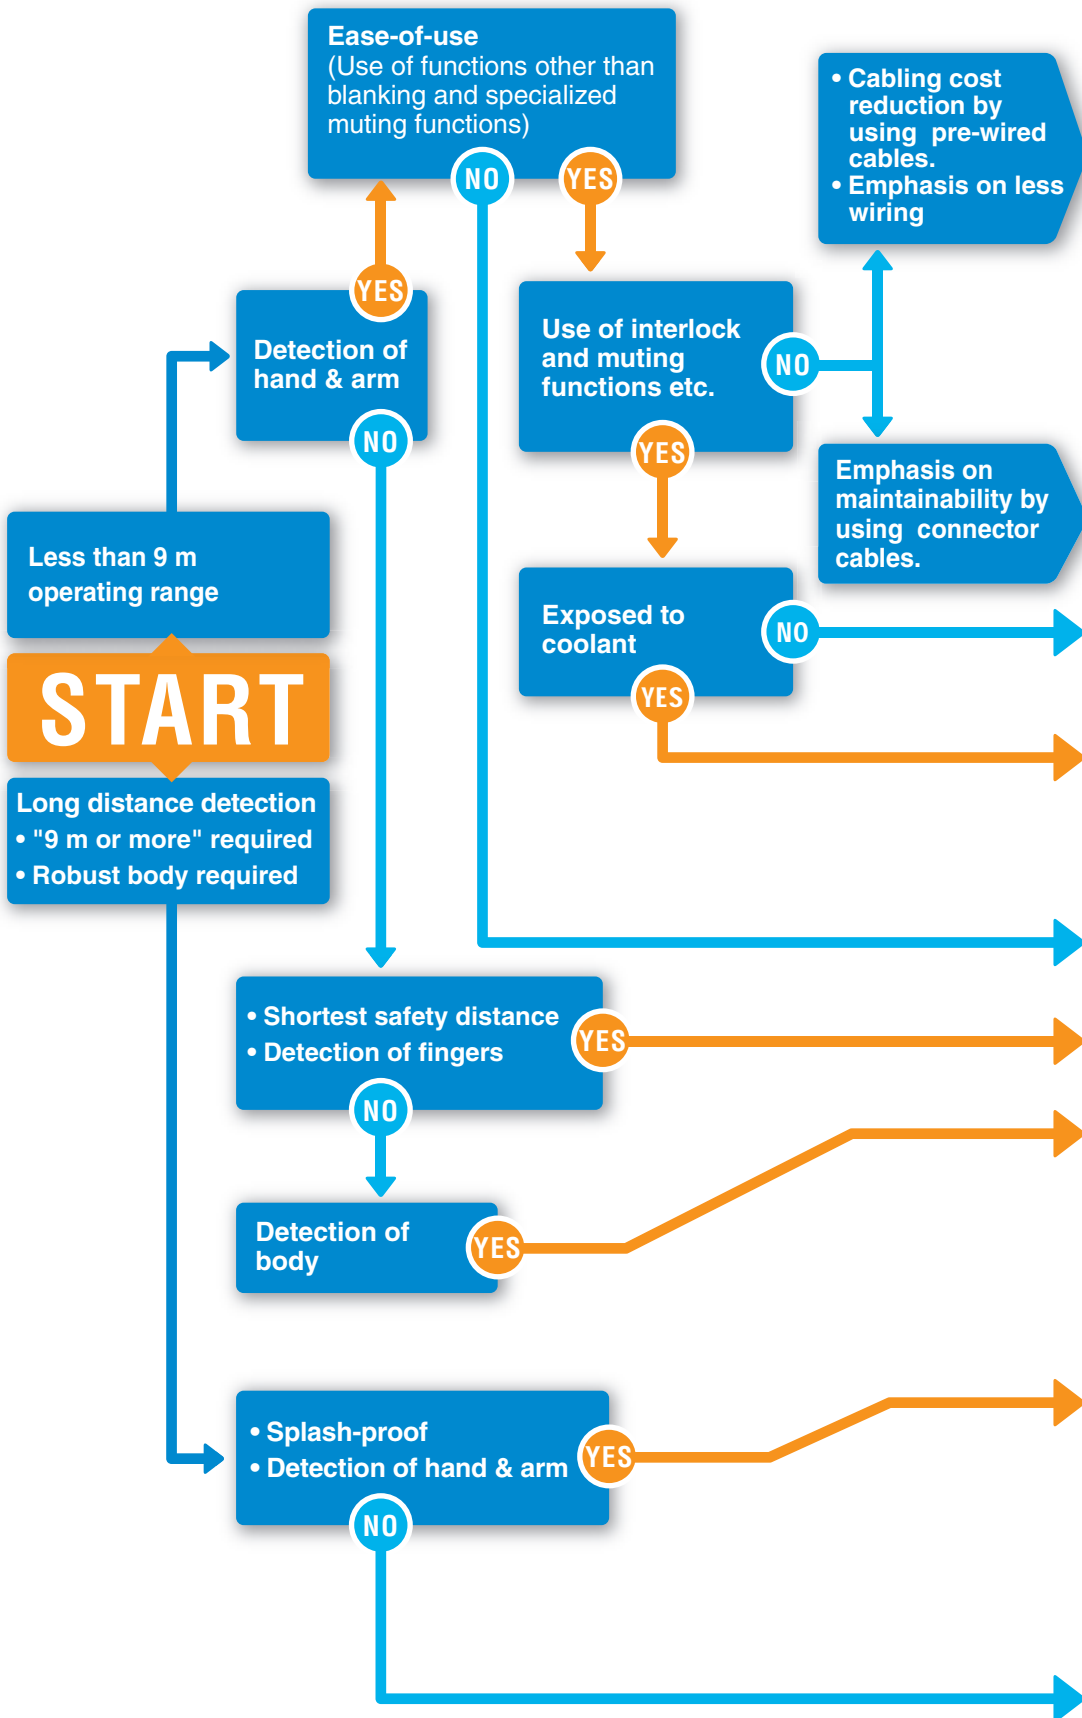 Ease-of-use
(Use of functions other than
blanking and specialized
muting functions)
NO
YES
• Cabling cost
reduction by
using pre-wired
cables.
• Emphasis on less
wiring
YES
Detection of
hand & arm
NO
Use of interlock
and muting
functions etc.
NO
YES
Emphasis on
maintainability by
using connector
cables.
Less than 9 m
operating range
Exposed to
coolant
NO
YES
START
Long distance detection
• "9 m or more" required
• Robust body required
• Shortest safety distance
• Detection of fingers
YES
NO
Detection of
body
YES
• Splash-proof
• Detection of hand & arm
YES
NO